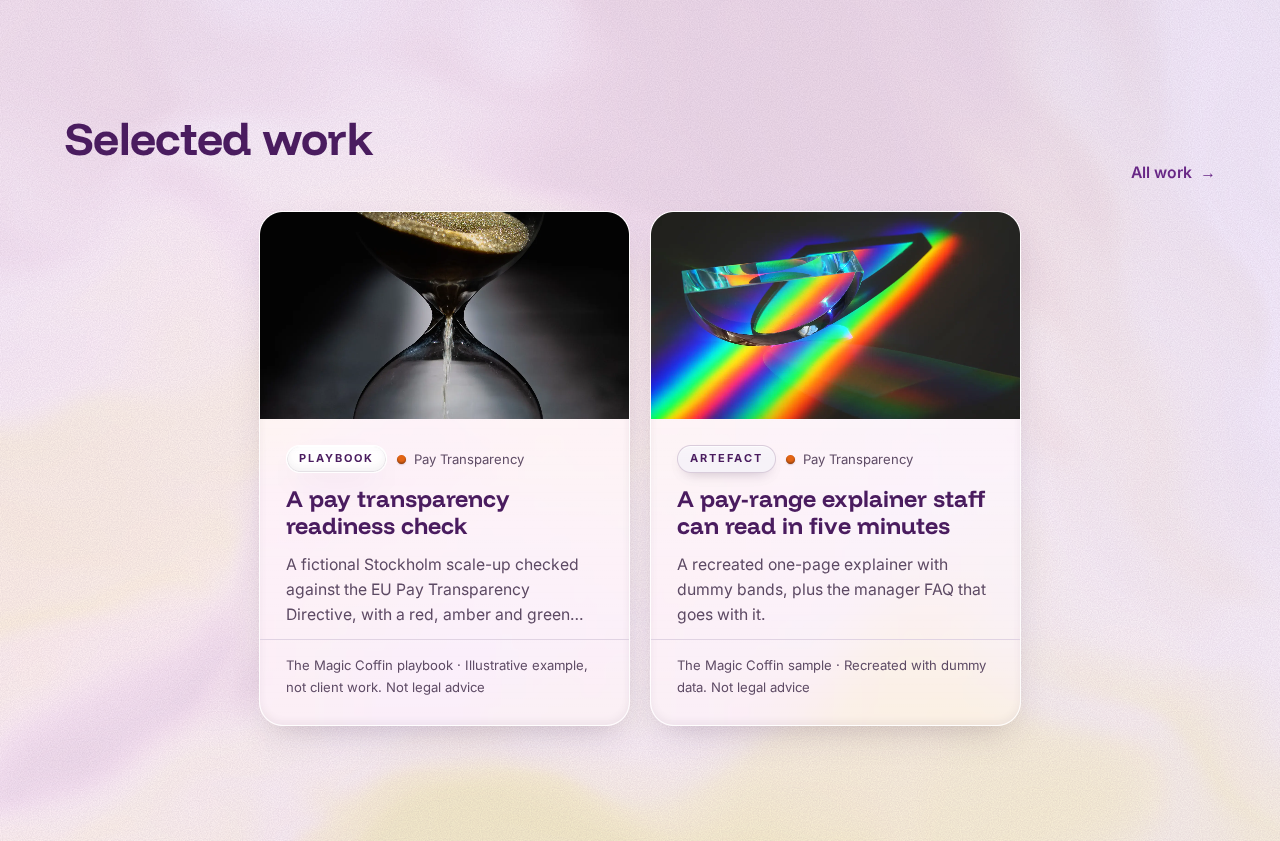 Selected work
All work →
PLAYBOOK
Pay Transparency
A pay transparency
readiness check
A fictional Stockholm scale-up checked
against the EU Pay Transparency
Directive, with a red, amber and green...
The Magic Coffin playbook · Illustrative example,
not client work. Not legal advice
ARTEFACT
Pay Transparency
A pay-range explainer staff
can read in five minutes
A recreated one-page explainer with
dummy bands, plus the manager FAQ that
goes with it.
The Magic Coffin sample · Recreated with dummy
data. Not legal advice